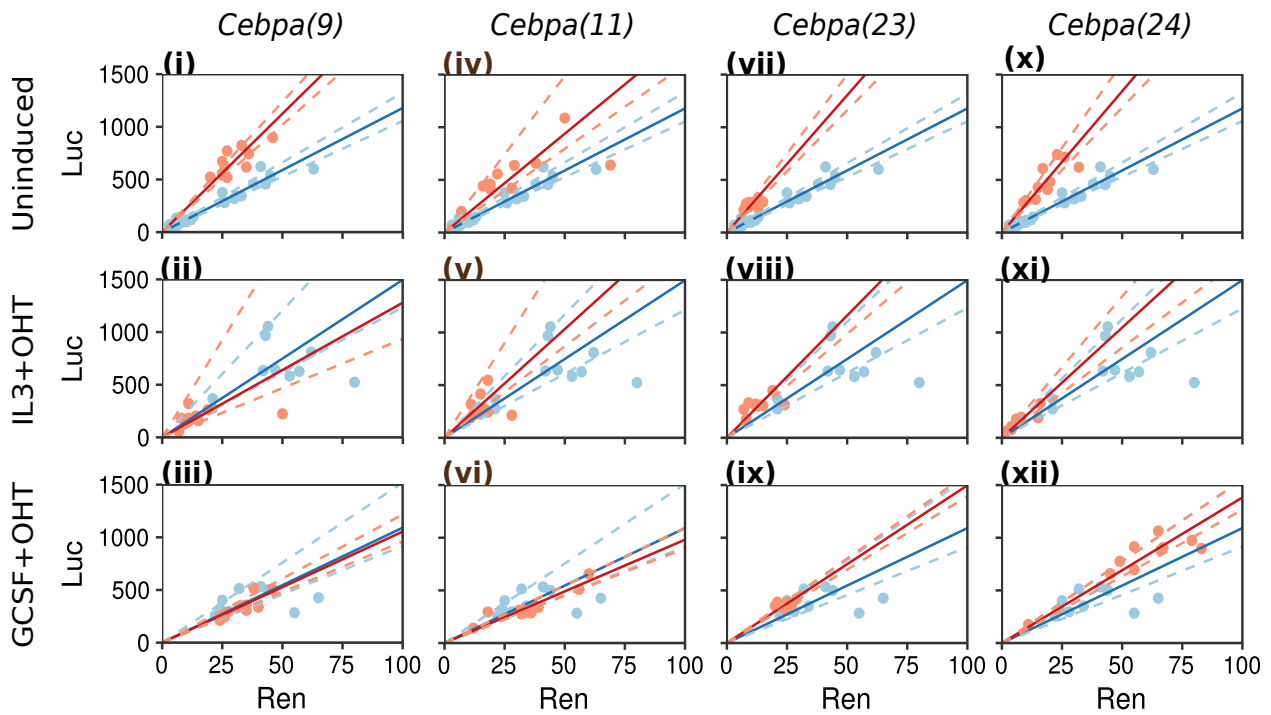 Cebpa(9) Cebpa(11) Cebpa(23) Cebpa(24)
(i) (iv) (vii) (x)
Uninduced
Luc
1500
1000
500
0
(ii) (v) (viii) (xi)
IL3+OHT
Luc
1500
1000
500
0
(iii) (vi) (ix) (xii)
GCSF+OHT
Luc
1500
1000
500
0
0 25 50 75 100 0 25 50 75 100 0 25 50 75 100 0 25 50 75 100
Ren Ren Ren Ren